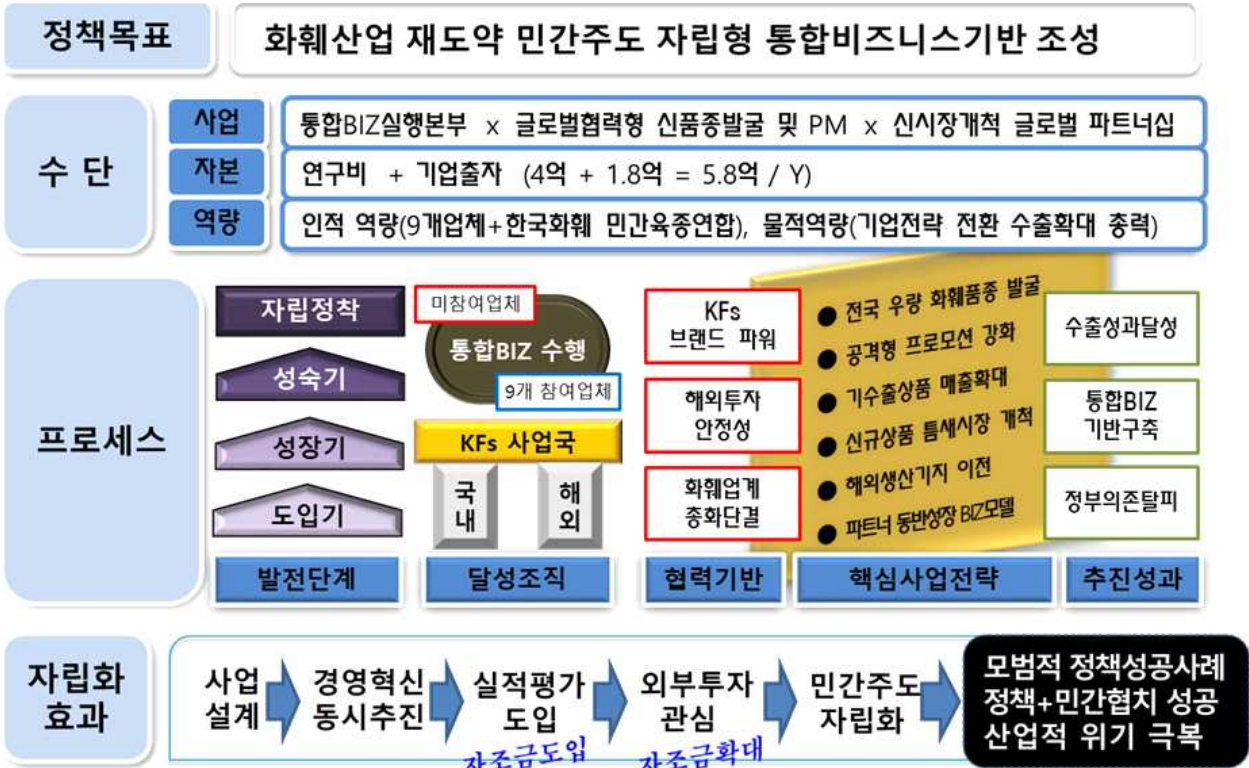 정책목표
화훼산업 재도약 민간주도 자립형 통합비즈니스기반 조성
수 단
사업
통합BIZ실행본부 x 글로벌협력형 신품종발굴 및 PM x 신시장개척 글로벌 파트너십
자본
연구비 + 기업출자 (4억 + 1.8억 = 5.8억 / Y)
역량
인적 역량(9개업체+한국화훼 민간육종연합), 물적역량(기업전략 전환 수출확대 총력)
프로세스
자립정착
성숙기
성장기
도입기
발전단계
미참여업체
통합BIZ 수행
9개 참여업체
KFs 사업국
국내
해외
달성조직
KFs
브랜드 파워
해외투자
안정성
화훼업계
총화단결
협력기반
● 전국 우량 화훼품종 발굴
● 공격형 프로모션 강화
● 기수출상품 매출확대
● 신규상품 틈새시장 개척
● 해외생산기지 이전
● 파트너 동반성장 BIZ모델
핵심사업전략
수출성과달성
통합BIZ
기반구축
정부의존탈피
추진성과
자립화
효과
사업
설계
경영혁신
동시추진
실적평가
도입
자조금도입
외부투자
관심
자조금확대
민간주도
자립화
모범적 정책성공사례
정책+민간협치 성공
산업적 위기 극복